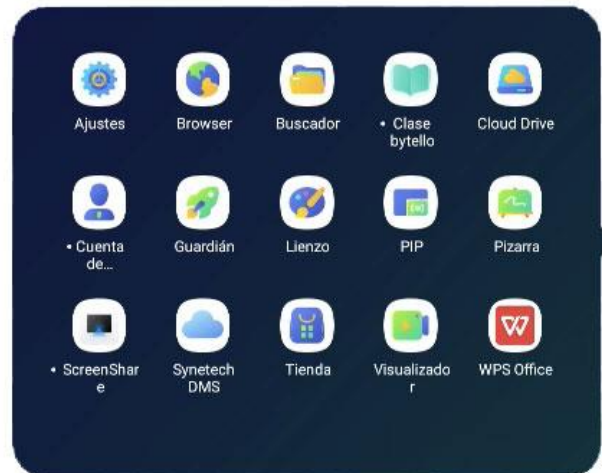 Ajustes
Browser
Buscador
• Clase
bytello
Cloud Drive
• Cuenta
de...
Guardián
Lienzo
PIP
Pizarra
• ScreenShar
e
Synetech
DMS
Tienda
Visualizado
r
WPS Office